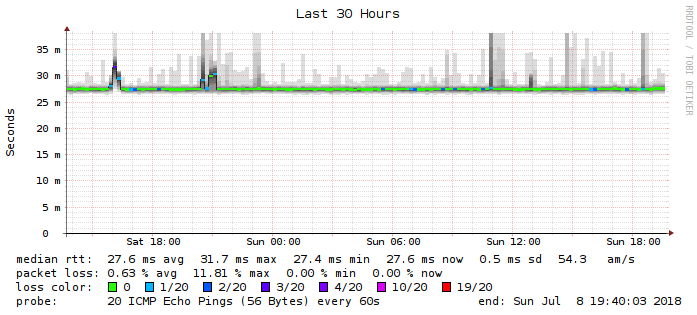 Last 30 Hours
RRDTOOL / TOBI OETIKER
Seconds
35 m
30 m
25 m
20 m
15 m
10 m
5 m
0
Sat 18:00 Sun 00:00 Sun 06:00 Sun 12:00 Sun 18:00
median rtt: 27.6 ms avg 31.7 ms max 27.4 ms min 27.6 ms now 0.5 ms sd 54.3 am/s
packet loss: 0.63 % avg 11.81 % max 0.00 % min 0.00 % now
loss color: 0 1/20 2/20 3/20 4/20 10/20 19/20
probe: 20 ICMP Echo Pings (56 Bytes) every 60s end: Sun Jul 8 19:40:03 2018